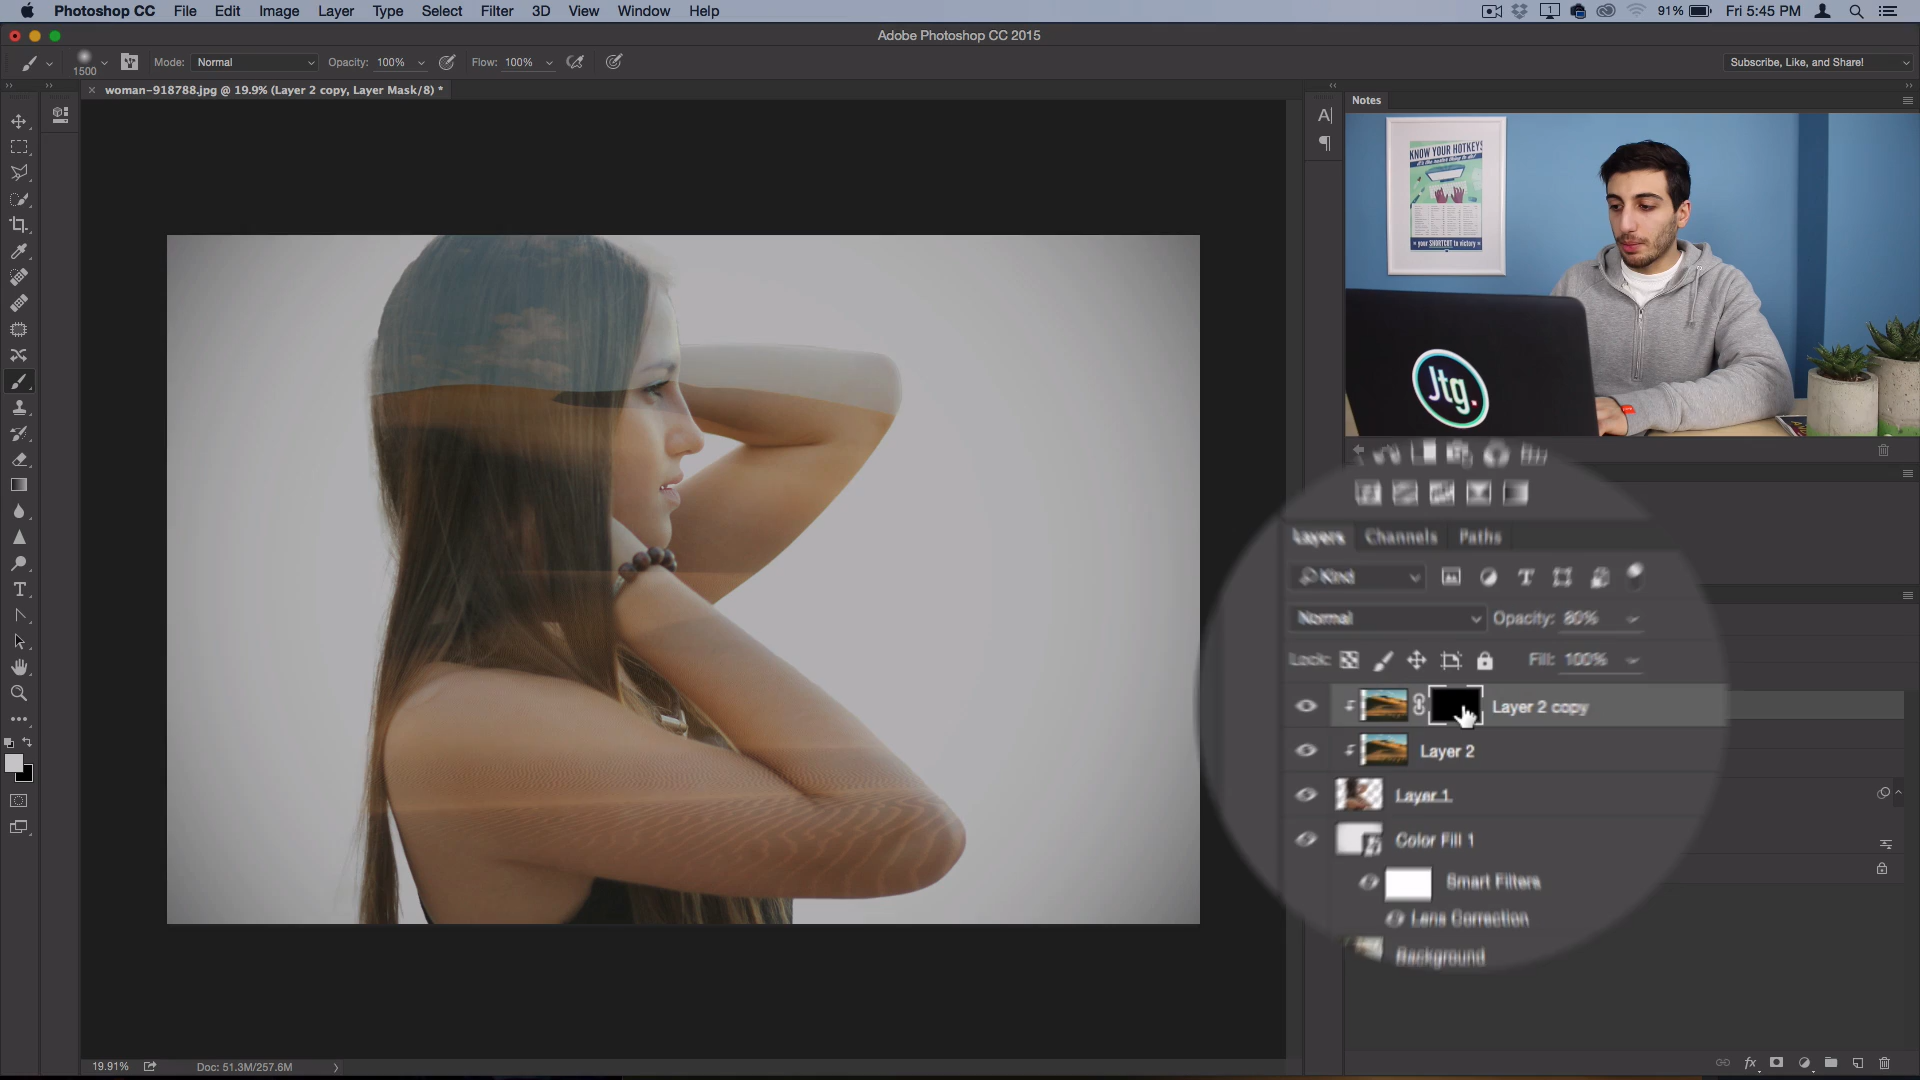 Photoshop CC File Edit Image Layer Type Select Filter 3D View Window Help
1 91% Fri 5:45 PM
Adobe Photoshop CC 2015
1500 Mode: Normal Opacity: 100% Flow: 100% Subscribe, Like, and Share!
woman-918788.jpg @ 19.9% (Layer 2 copy, Layer Mask/8) *
Notes
KNOW YOUR HOTKEYS
your SHORTCUT to victory
Jtg.
Layers Channels Paths
Kind
Normal Opacity: 80%
Lock: Fill: 100%
Layer 2 copy
Layer 2
Layer 1
Color Fill 1
Smart Filters
Lens Correction
Background
19.91% Doc: 51.3M/257.6M
fx